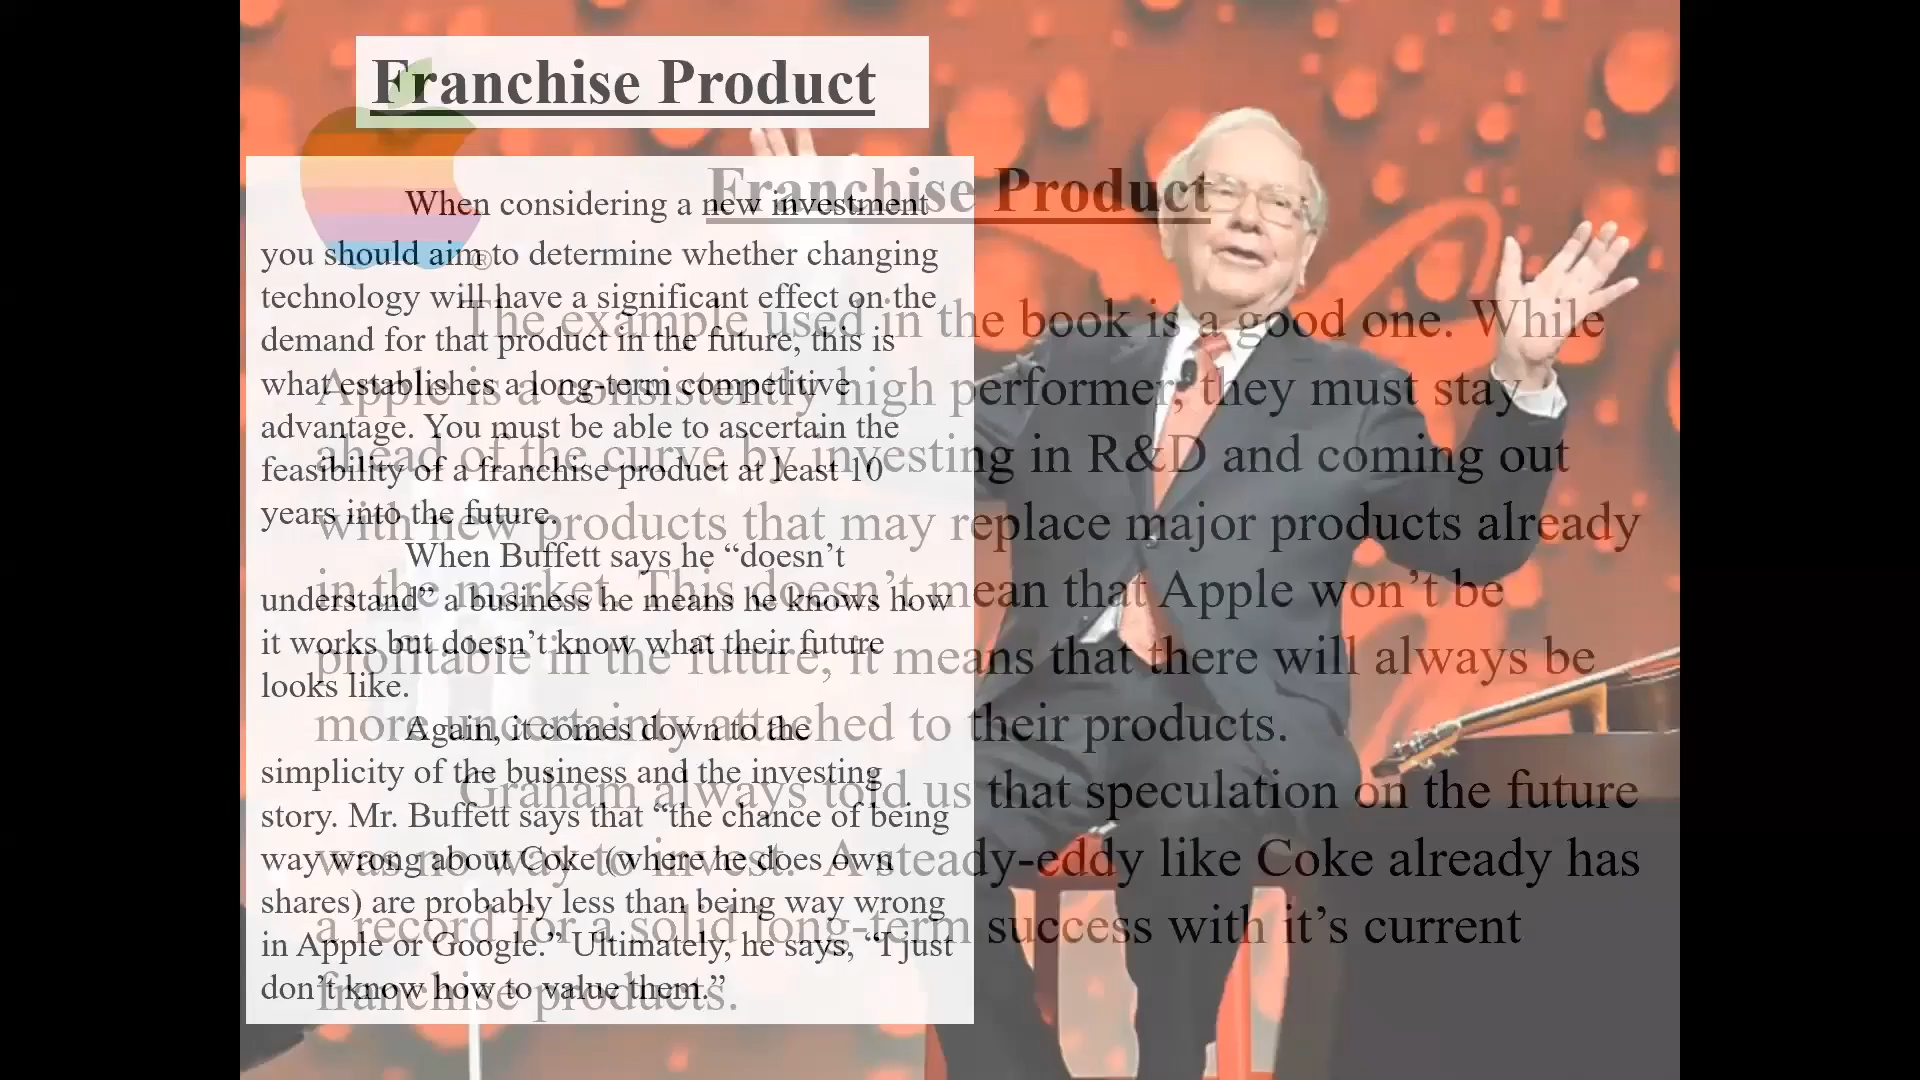 Franchise Product
When considering a new investment
you should aim to determine whether changing
technology will have a significant effect on the
demand for that product in the future, this is
what establishes a long-term competitive
advantage. You must be able to ascertain the
feasibility of a franchise product at least 10
years into the future.
When Buffett says he “doesn’t
understand” a business he means he knows how
it works but doesn’t know what their future
looks like.
Again, it comes down to the
simplicity of the business and the investing
story. Mr. Buffett says that “the chance of being
way wrong about Coke (where he does own
shares) are probably less than being way wrong
in Apple or Google.” Ultimately, he says, “I just
don’t know how to value them.”
Franchise Product
The example used in the book is a good one. While
Apple is a consistently high performer, they must stay
ahead of the curve by investing in R&D and coming out
with new products that may replace major products already
in the market. This doesn’t mean that Apple won’t be
profitable in the future, it means that there will always be
more uncertainty attached to their products.
Graham always told us that speculation on the future
was no way to invest. A steady-eddy like Coke already has
a record for a solid long-term success with it’s current
franchise products.
®